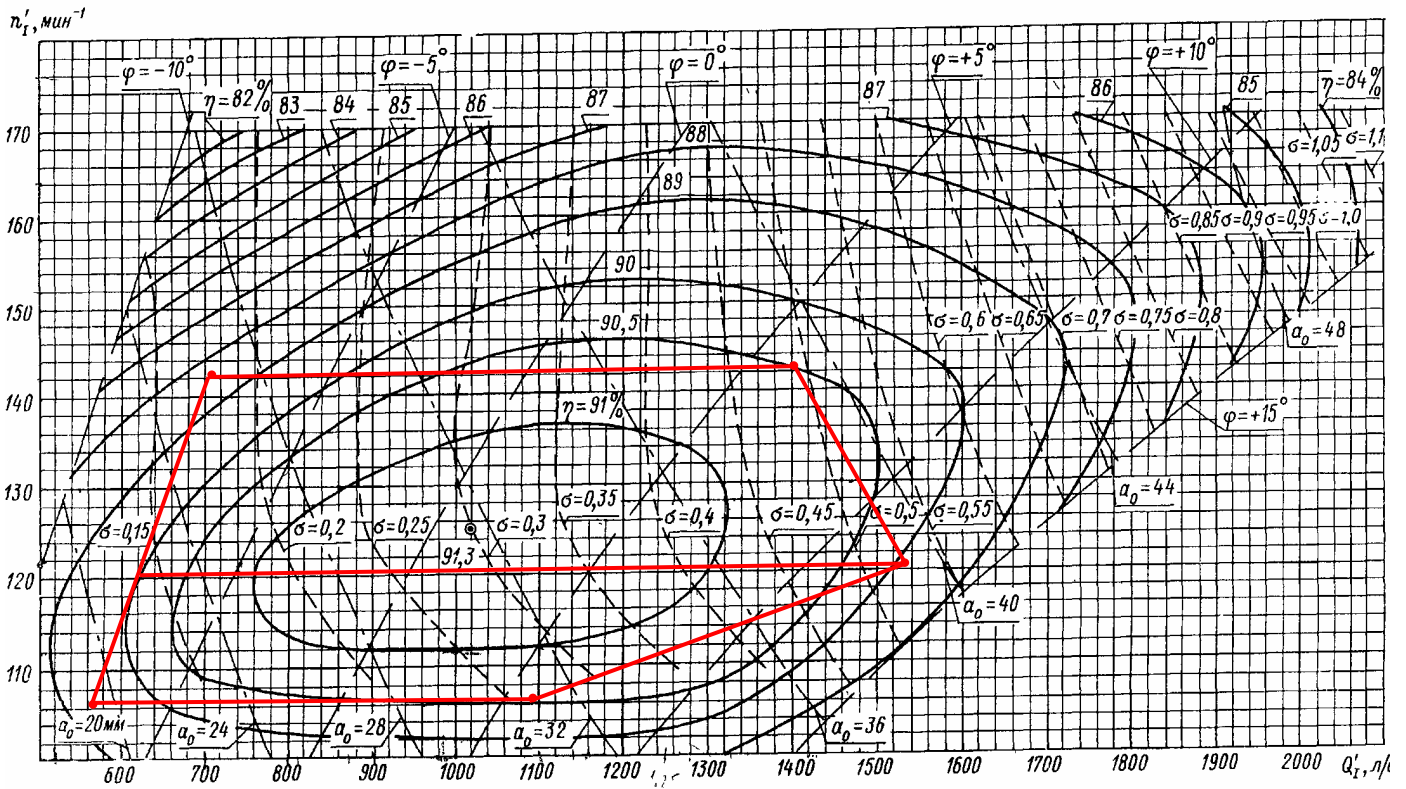 n'I, мин⁻¹
φ=-10°
φ=-5°
φ=0°
φ=+5°
φ=+10°
η=82%
83
84
85
86
87
87
86
85
η=84%
170
88
σ=1,05
σ=1,1
89
160
σ=0,85
σ=0,9
σ=0,95
σ=1,0
90
150
90,5
σ=0,6
σ=0,65
σ=0,7
σ=0,75
σ=0,8
a₀=48
140
η=91%
φ=+15°
130
a₀=44
σ=0,15
σ=0,2
σ=0,25
σ=0,3
σ=0,35
σ=0,4
σ=0,45
σ=0,5
σ=0,55
91,3
120
a₀=40
110
a₀=20мм
a₀=24
a₀=28
a₀=32
a₀=36
600 700 800 900 1000 1100 1200 1300 1400 1500 1600 1700 1800 1900 2000 Q'I, л/с